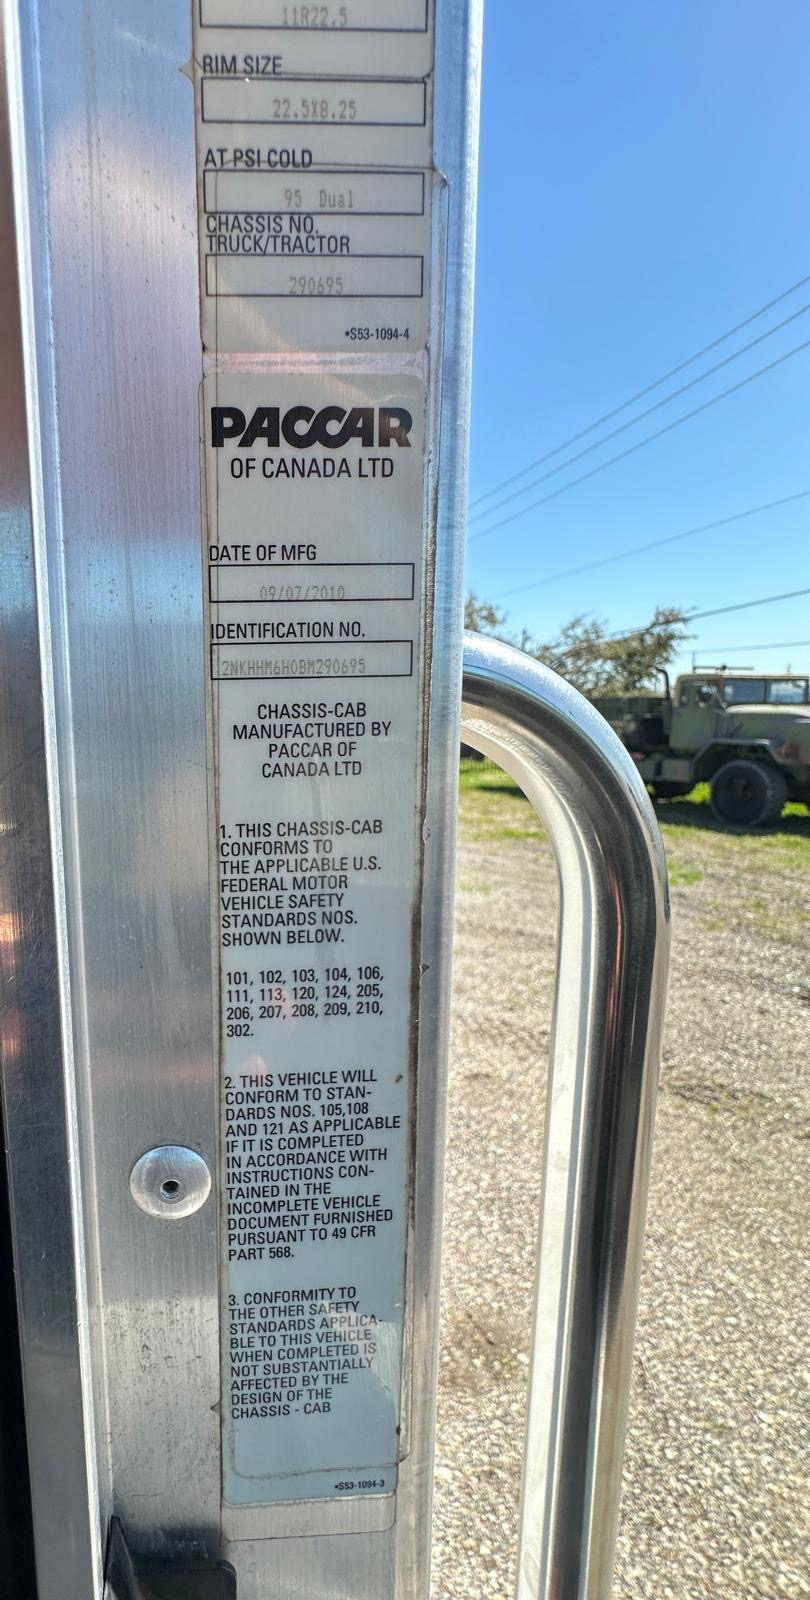 11R22.5
RIM SIZE
22.5X8.25
AT PSI COLD
95 Dual
CHASSIS NO.
TRUCK/TRACTOR
290695
•S53-1094-4
PACCAR
OF CANADA LTD
DATE OF MFG
09/07/2010
IDENTIFICATION NO.
2NKHHM6H0BM290695
CHASSIS-CAB
MANUFACTURED BY
PACCAR OF
CANADA LTD
1. THIS CHASSIS-CAB
CONFORMS TO
THE APPLICABLE U.S.
FEDERAL MOTOR
VEHICLE SAFETY
STANDARDS NOS.
SHOWN BELOW.
101, 102, 103, 104, 106,
111, 113, 120, 124, 205,
206, 207, 208, 209, 210,
302.
2. THIS VEHICLE WILL
CONFORM TO STAN-
DARDS NOS. 105,108
AND 121 AS APPLICABLE
IF IT IS COMPLETED
IN ACCORDANCE WITH
INSTRUCTIONS CON-
TAINED IN THE
INCOMPLETE VEHICLE
DOCUMENT FURNISHED
PURSUANT TO 49 CFR
PART 568.
3. CONFORMITY TO
THE OTHER SAFETY
STANDARDS APPLICA-
BLE TO THIS VEHICLE
WHEN COMPLETED IS
NOT SUBSTANTIALLY
AFFECTED BY THE
DESIGN OF THE
CHASSIS - CAB
•S53-1094-3